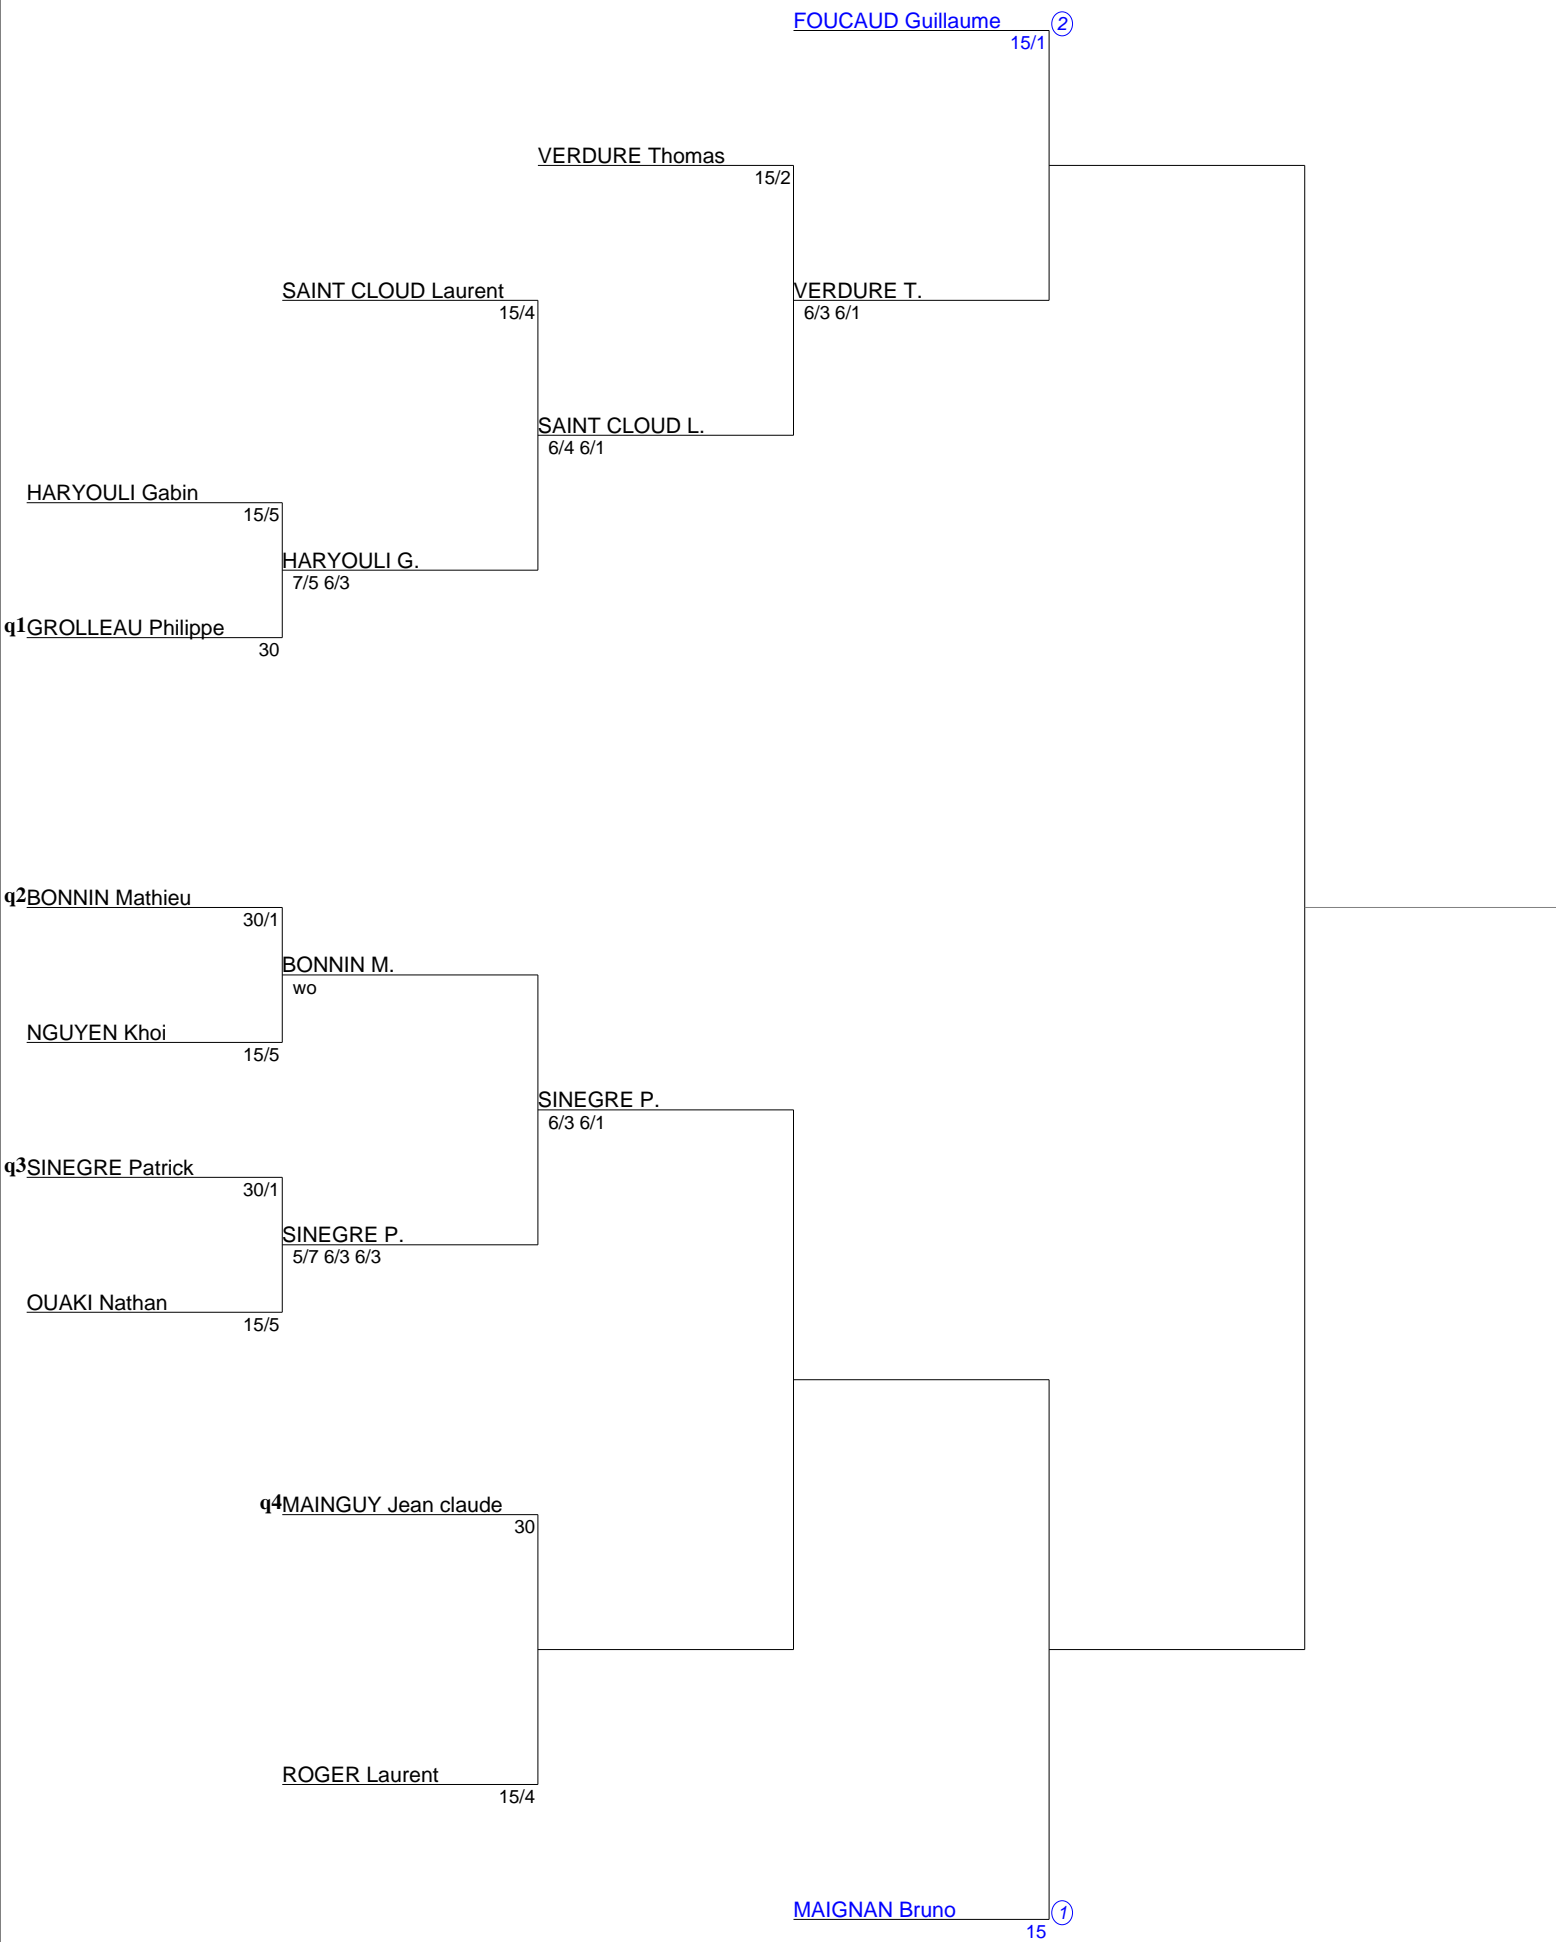 FOUCAUD Guillaume 2
15/1
VERDURE Thomas
15/2
SAINT CLOUD Laurent
15/4
VERDURE T.
6/3 6/1
SAINT CLOUD L.
6/4 6/1
HARYOULI Gabin
15/5
HARYOULI G.
7/5 6/3
q1 GROLLEAU Philippe
30
q2 BONNIN Mathieu
30/1
BONNIN M.
wo
NGUYEN Khoi
15/5
SINEGRE P.
6/3 6/1
q3 SINEGRE Patrick
30/1
SINEGRE P.
5/7 6/3 6/3
OUAKI Nathan
15/5
q4 MAINGUY Jean claude
30
ROGER Laurent
15/4
MAIGNAN Bruno 1
15